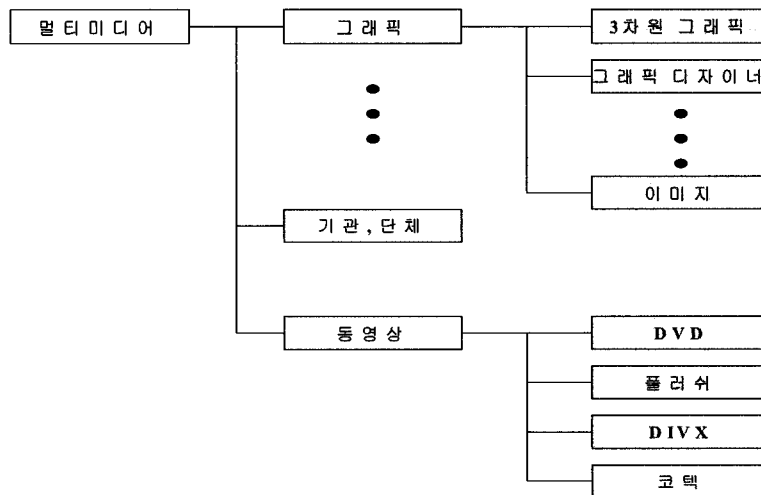 멀티미디어
그래픽
3차원 그래픽
그래픽 디자이너
이미지
기관,단체
동영상
DVD
플러쉬
DIVX
코텍